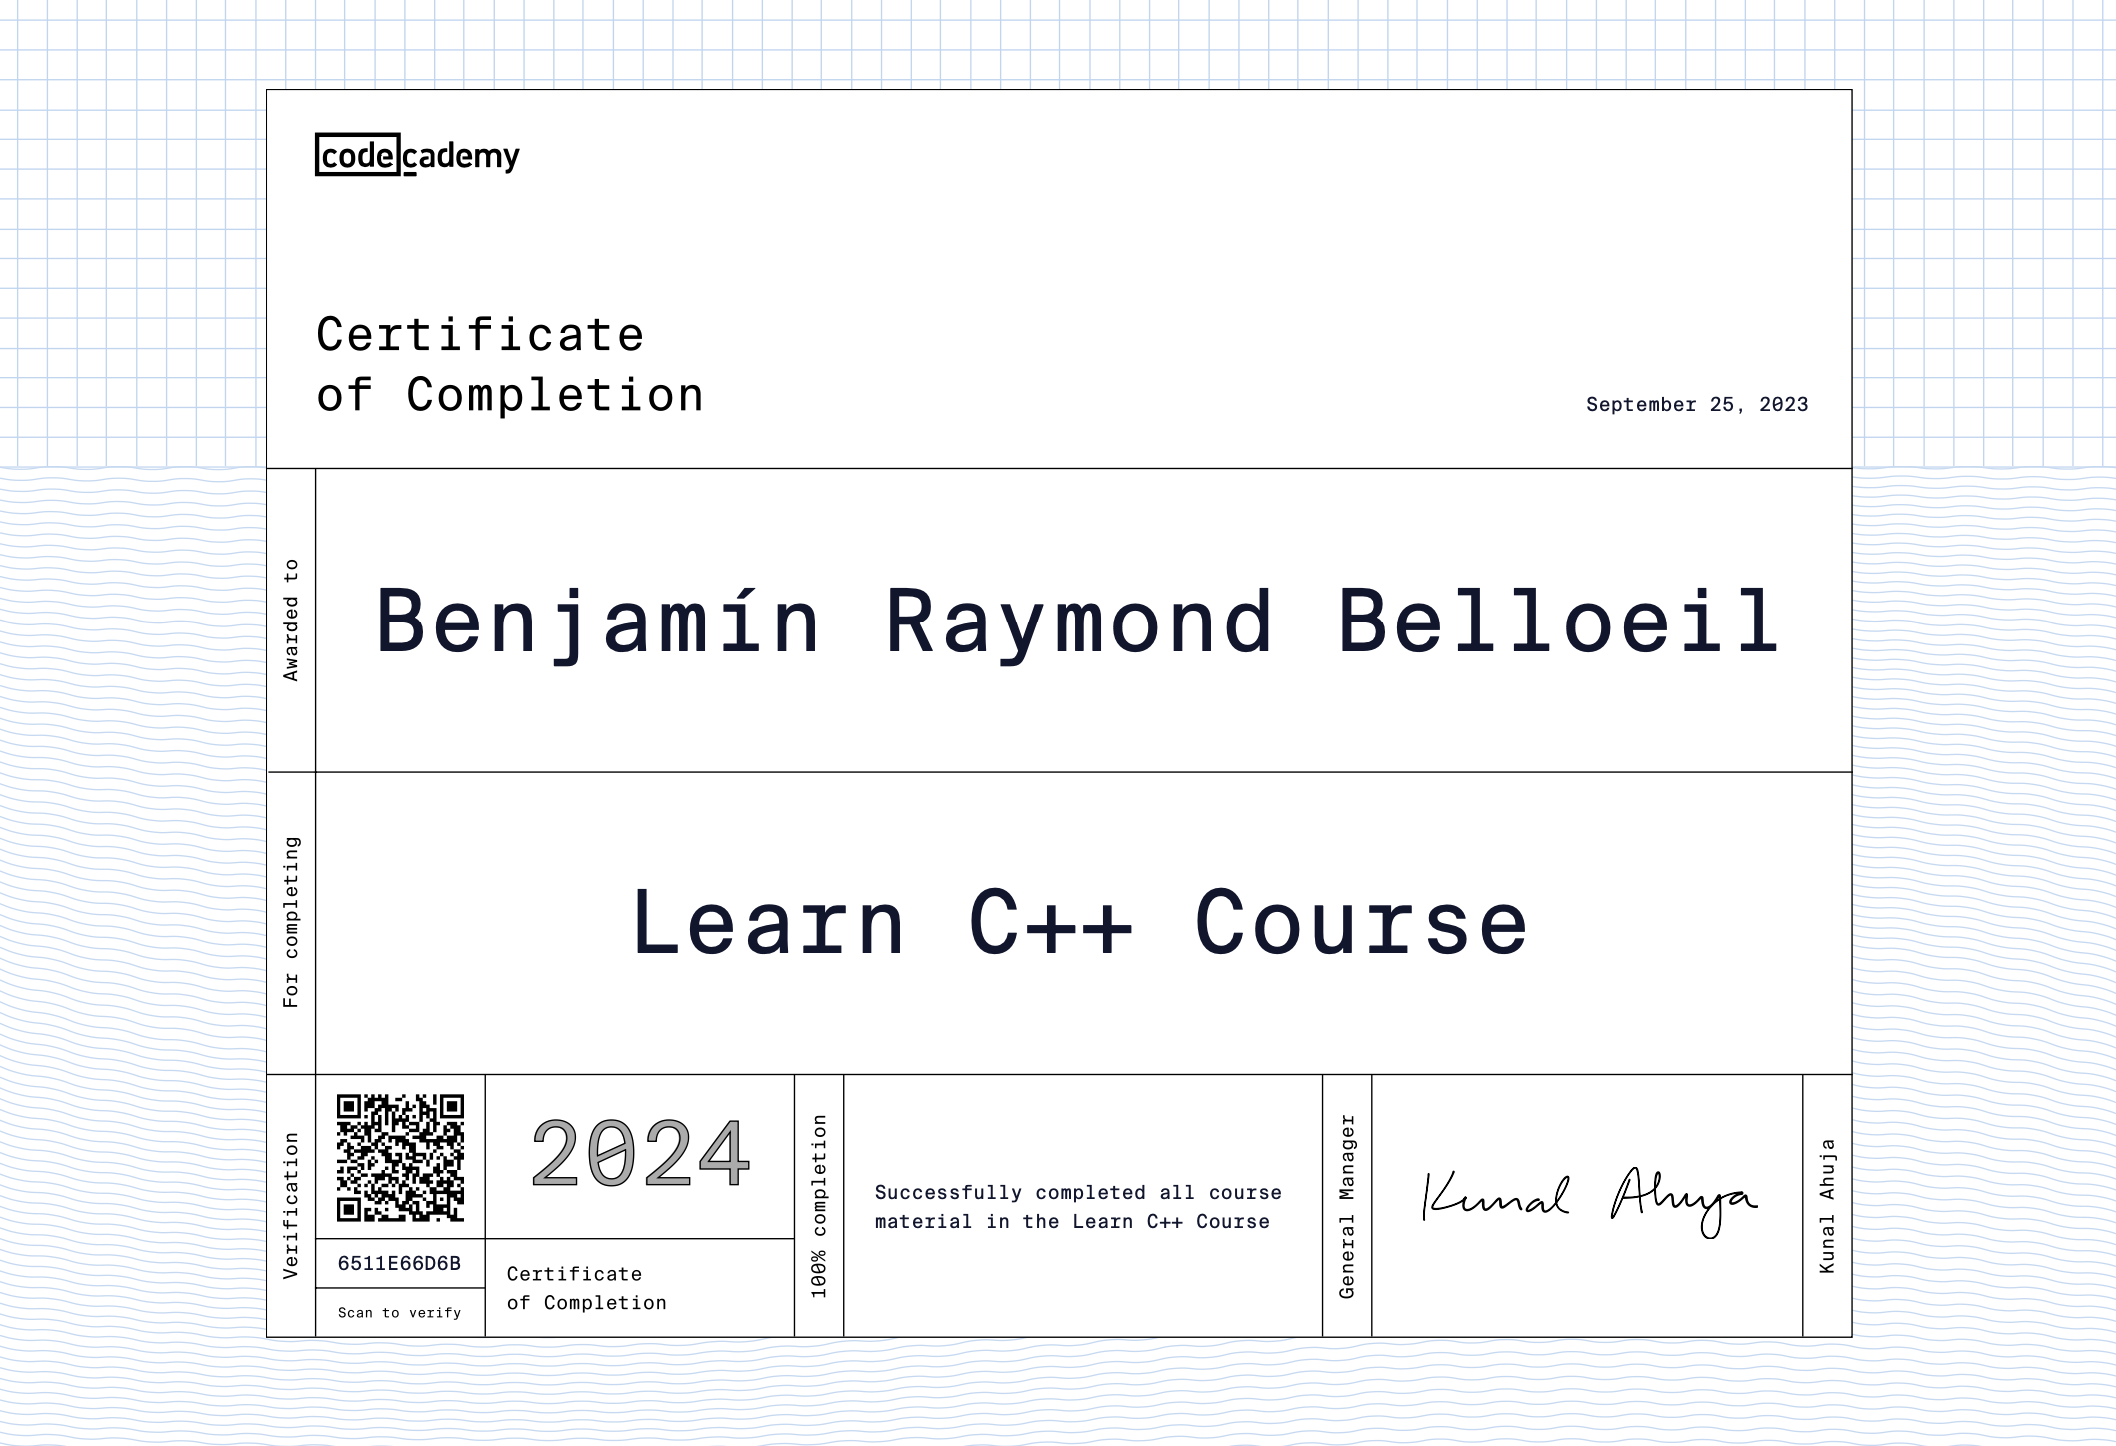 codecademy
Certificate
of Completion
September 25, 2023
Awarded to
Benjamín Raymond Belloeil
For completing
Learn C++ Course
Verification
6511E66D6B
Scan to verify
2024
Certificate
of Completion
100% completion
Successfully completed all course
material in the Learn C++ Course
General Manager
Kunal Ahuja
Kunal Ahuja